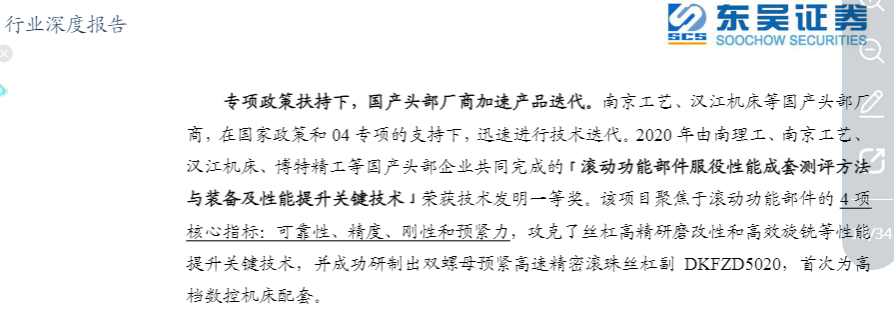 行业深度报告
东吴证券
SCS
SOOCHOW SECURITIES
专项政策扶持下，国产头部厂商加速产品迭代。南京工艺、汉江机床等国产头部厂
商，在国家政策和 04 专项的支持下，迅速进行技术迭代。2020 年由南理工、南京工艺、
汉江机床、博特精工等国产头部企业共同完成的「滚动功能部件服役性能成套测评方法
与装备及性能提升关键技术」荣获技术发明一等奖。该项目聚焦于滚动功能部件的 4 项
核心指标：可靠性、精度、刚性和预紧力，攻克了丝杠高精研磨改性和高效旋铣等性能
提升关键技术，并成功研制出双螺母预紧高速精密滚珠丝杠副 DKFZD5020，首次为高
档数控机床配套。
/34